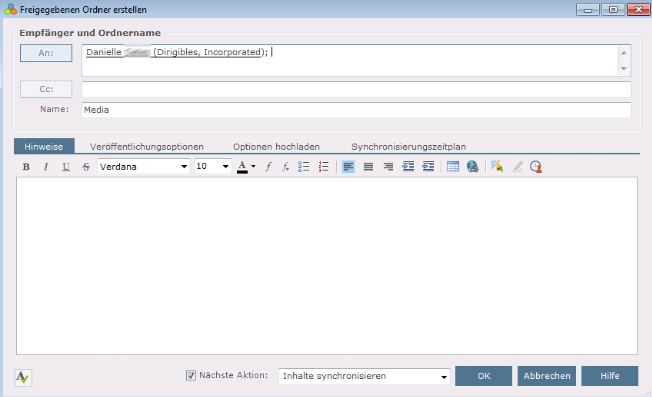 Freigegebenen Ordner erstellen
Empfänger und Ordnername
An: Danielle (Dirigibles, Incorporated);
Cc:
Name: Media
Hinweise Veröffentlichungsoptionen Optionen hochladen Synchronisierungszeitplan
B I U S Verdana 10 A f f
Nächste Aktion: Inhalte synchronisieren OK Abbrechen Hilfe